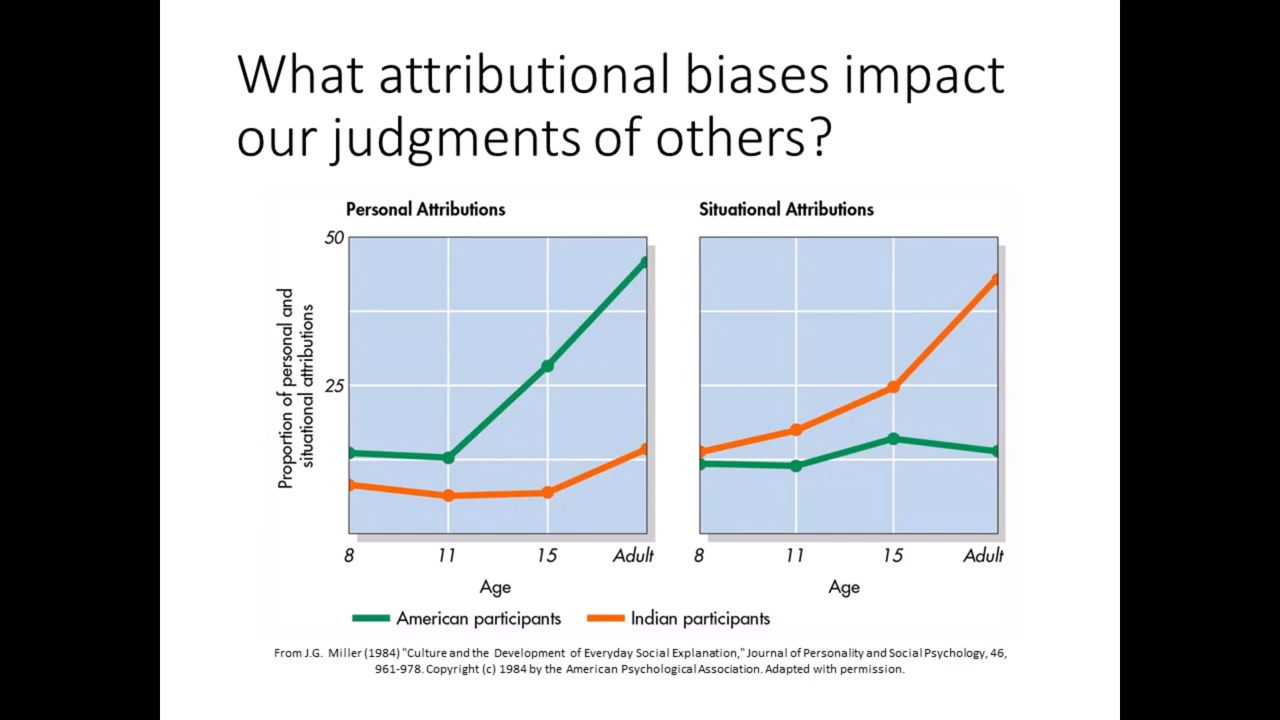 What attributional biases impact
our judgments of others?
Personal Attributions
Situational Attributions
50
25
Proportion of personal and
situational attributions
8 11 15 Adult
8 11 15 Adult
Age
Age
American participants
Indian participants
From J.G. Miller (1984) "Culture and the Development of Everyday Social Explanation," Journal of Personality and Social Psychology, 46,
961-978. Copyright (c) 1984 by the American Psychological Association. Adapted with permission.